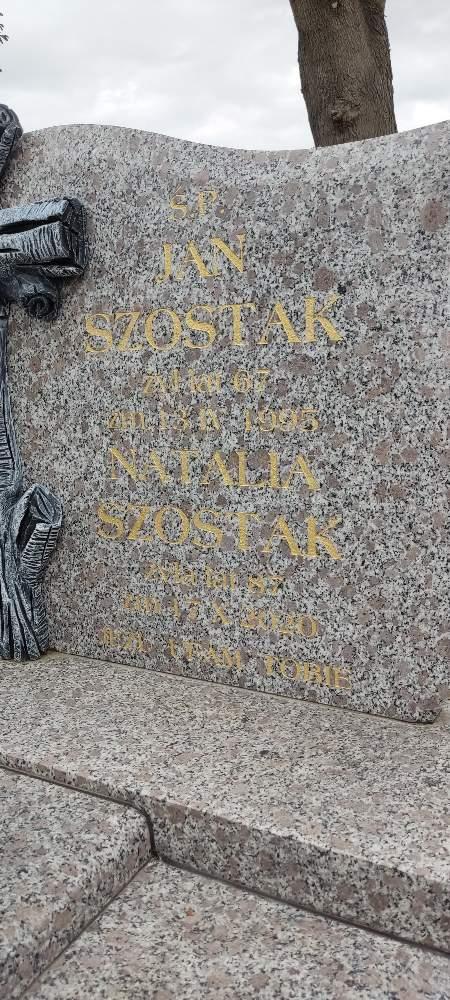 Ś.P.
JAN
SZOSTAK
żył lat 67
zm. 13 IV 1995
NATALIA
SZOSTAK
żyła lat 87
zm. 17 X 2020
JEZU UFAM TOBIE